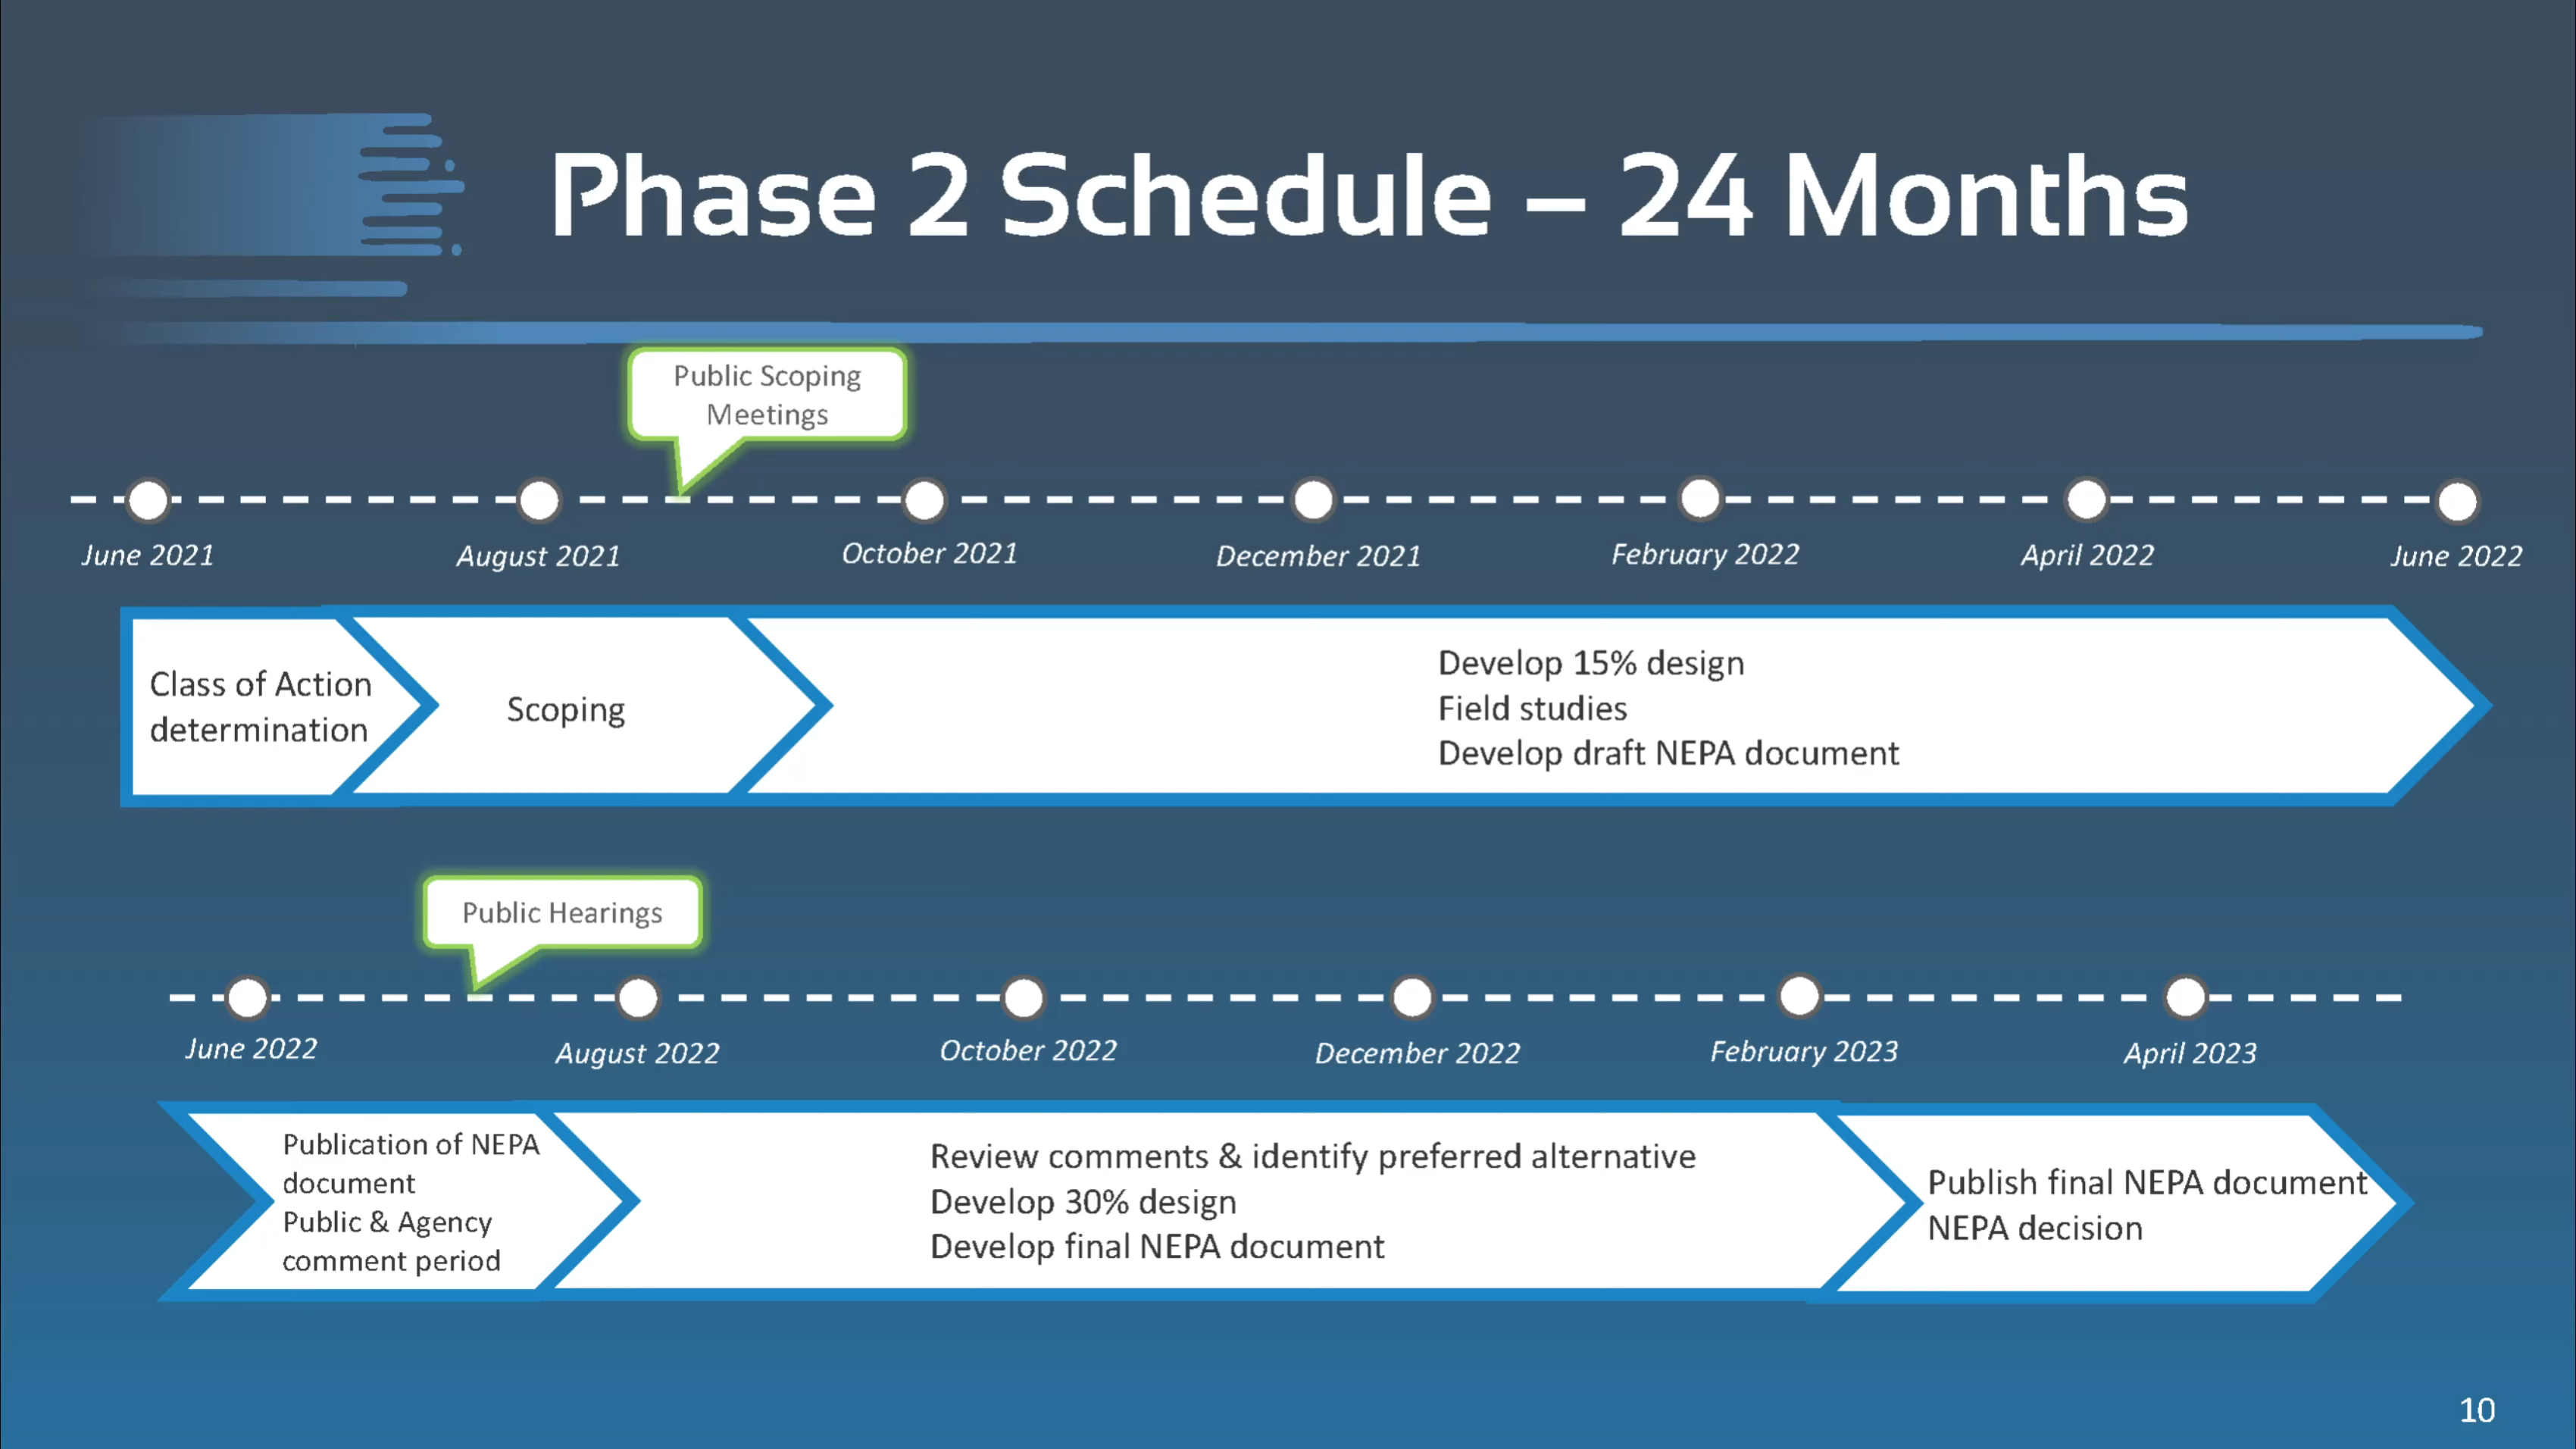 Phase 2 Schedule – 24 Months
Public Scoping
Meetings
June 2021
August 2021
October 2021
December 2021
February 2022
April 2022
June 2022
Class of Action
determination
Scoping
Develop 15% design
Field studies
Develop draft NEPA document
Public Hearings
June 2022
August 2022
October 2022
December 2022
February 2023
April 2023
Publication of NEPA
document
Public & Agency
comment period
Review comments & identify preferred alternative
Develop 30% design
Develop final NEPA document
Publish final NEPA document
NEPA decision
10